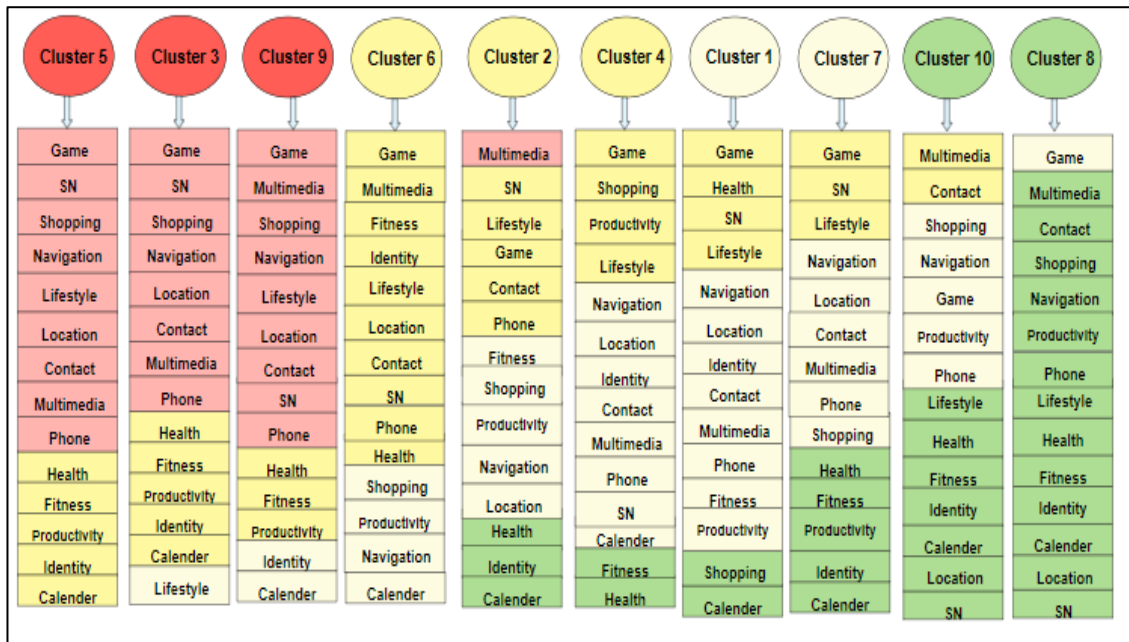 Cluster 5
Cluster 3
Cluster 9
Cluster 6
Cluster 2
Cluster 4
Cluster 1
Cluster 7
Cluster 10
Cluster 8
Game
SN
Shopping
Navigation
Lifestyle
Location
Contact
Multimedia
Phone
Health
Fitness
Productivity
Identity
Calender
Game
SN
Shopping
Navigation
Location
Contact
Multimedia
Phone
Health
Fitness
Productivity
Identity
Calender
Lifestyle
Game
Multimedia
Shopping
Navigation
Lifestyle
Location
Contact
SN
Phone
Health
Fitness
Productivity
Identity
Calender
Game
Multimedia
Fitness
Identity
Lifestyle
Location
Contact
SN
Phone
Health
Shopping
Productivity
Navigation
Calender
Multimedia
SN
Lifestyle
Game
Contact
Phone
Fitness
Shopping
Productivity
Navigation
Location
Health
Identity
Calender
Game
Shopping
Productivity
Lifestyle
Navigation
Location
Identity
Contact
Multimedia
Phone
SN
Calender
Fitness
Health
Game
Health
SN
Lifestyle
Navigation
Location
Identity
Contact
Multimedia
Phone
Fitness
Productivity
Shopping
Calender
Game
SN
Lifestyle
Navigation
Location
Contact
Multimedia
Phone
Shopping
Health
Fitness
Productivity
Identity
Calender
Multimedia
Contact
Shopping
Navigation
Game
Productivity
Phone
Lifestyle
Health
Fitness
Identity
Calender
Location
SN
Game
Multimedia
Contact
Shopping
Navigation
Productivity
Phone
Lifestyle
Health
Fitness
Identity
Calender
Location
SN